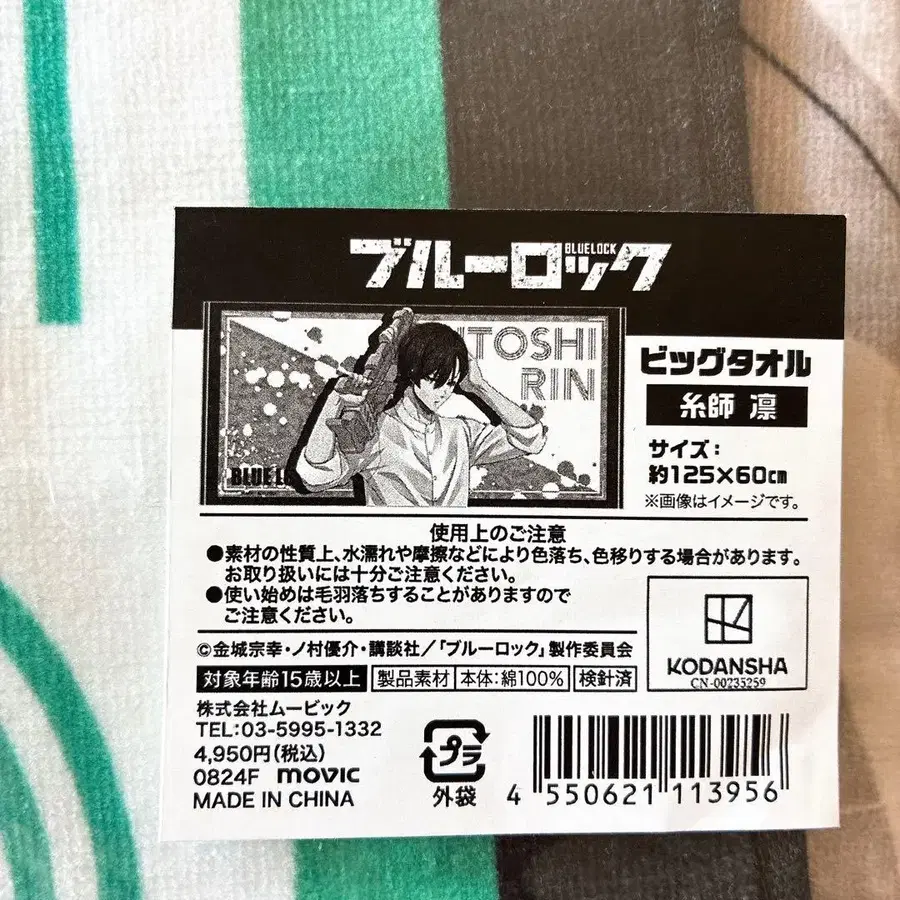 ブルーロック
BLUELOCK
ITOSHI
RIN
BLUE LO
ビッグタオル
糸師 凛
サイズ：
約125×60cm
※画像はイメージです。
使用上のご注意
●素材の性質上、水濡れや摩擦などにより色落ち、色移りする場合があります。
お取り扱いには十分ご注意ください。
●使い始めは毛羽落ちすることがありますので
ご注意ください。
©金城宗幸・ノ村優介・講談社／「ブルーロック」製作委員会
KODANSHA
CN-00235259
対象年齢15歳以上 製品素材 本体：綿100% 検針済
株式会社ムービック
TEL：03-5995-1332
4,950円（税込）
0824F movic
MADE IN CHINA
プラ
外袋
4 550621 113956